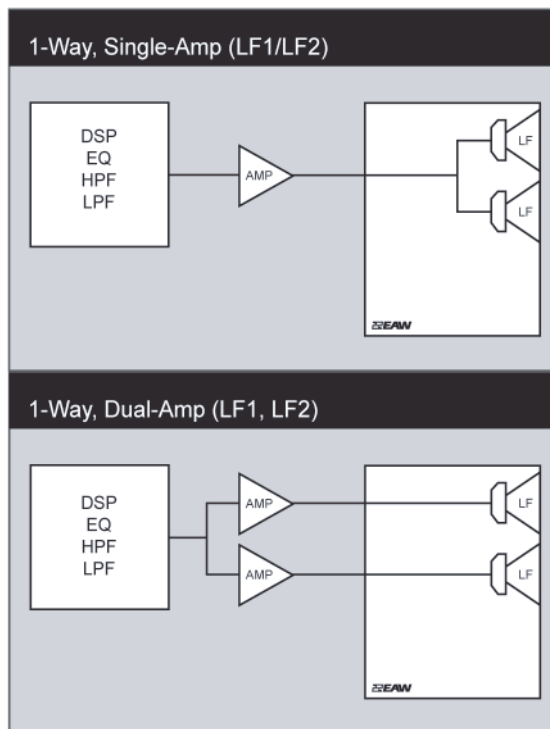 1-Way, Single-Amp (LF1/LF2)
DSP
EQ
HPF
LPF
AMP
LF
LF
EAW
1-Way, Dual-Amp (LF1, LF2)
DSP
EQ
HPF
LPF
AMP
AMP
LF
LF
EAW